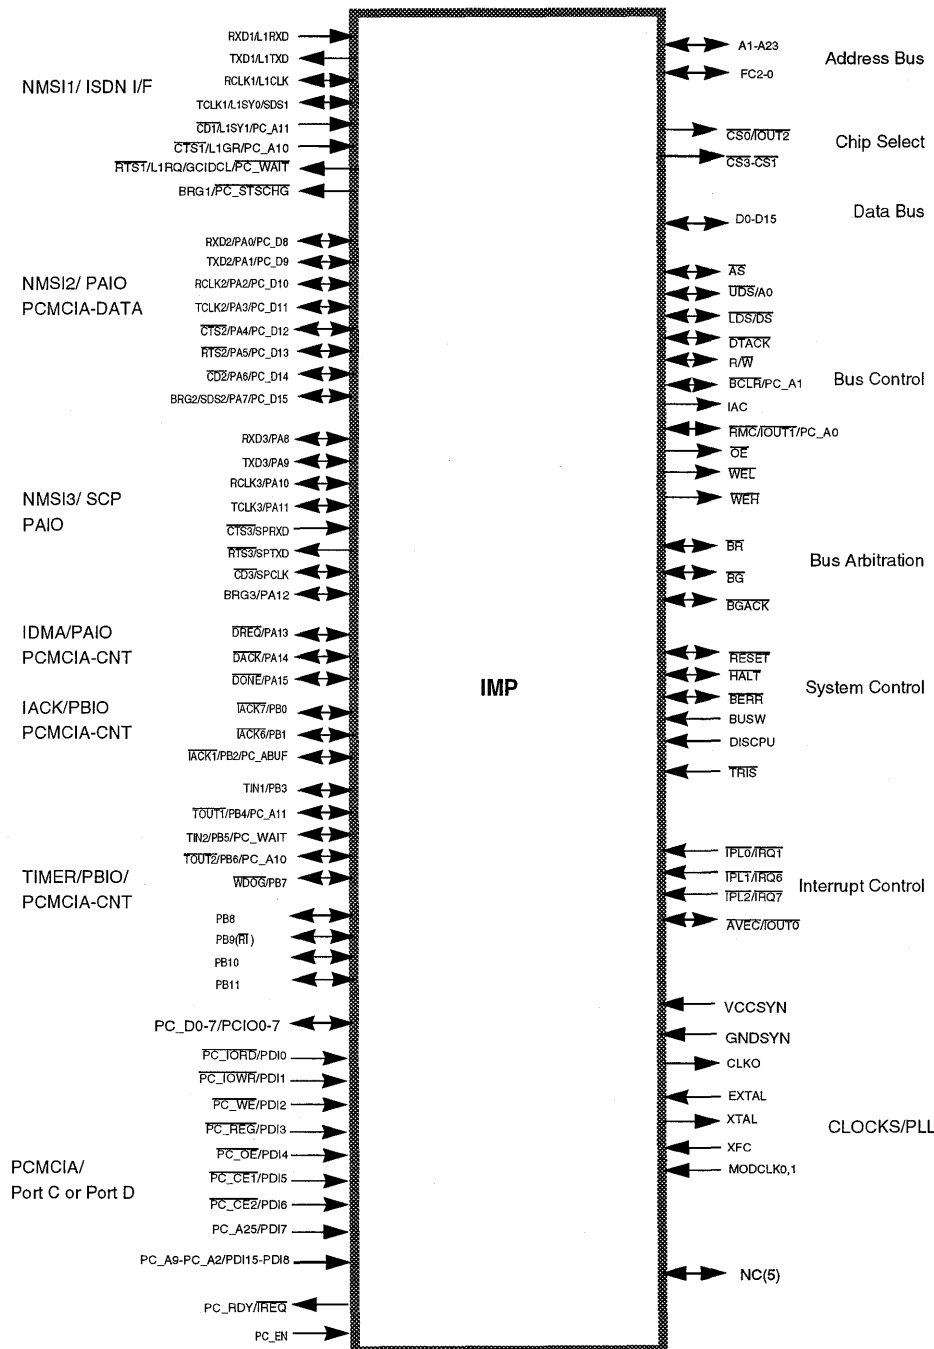 NMSI1/ ISDN I/F
RXD1/L1RXD
TXD1/L1TXD
RCLK1/L1CLK
TCLK1/L1SY0/SDS1
CD1/L1SY1/PC_A11
CTS1/L1GR/PC_A10
RTS1/L1RQ/GCIDCL/PC_WAIT
BRG1/PC_STSCHG
NMSI2/ PAIO
PCMCIA-DATA
RXD2/PA0/PC_D8
TXD2/PA1/PC_D9
RCLK2/PA2/PC_D10
TCLK2/PA3/PC_D11
CTS2/PA4/PC_D12
RTS2/PA5/PC_D13
CD2/PA6/PC_D14
BRG2/SDS2/PA7/PC_D15
NMSI3/ SCP
PAIO
RXD3/PA8
TXD3/PA9
RCLK3/PA10
TCLK3/PA11
CTS3/SPRXD
RTS3/SPTXD
CD3/SPCLK
BRG3/PA12
IDMA/PAIO
PCMCIA-CNT
DREQ/PA13
DACK/PA14
DONE/PA15
IACK/PBIO
PCMCIA-CNT
IACK7/PB0
IACK6/PB1
IACK1/PB2/PC_ABUF
TIMER/PBIO/
PCMCIA-CNT
TIN1/PB3
TOUT1/PB4/PC_A11
TIN2/PB5/PC_WAIT
TOUT2/PB6/PC_A10
WDOG/PB7
PB8
PB9(RI)
PB10
PB11
PC_D0-7/PCIO0-7
PCMCIA/
Port C or Port D
PC_IORD/PDI0
PC_IOWR/PDI1
PC_WE/PDI2
PC_REG/PDI3
PC_OE/PDI4
PC_CE1/PDI5
PC_CE2/PDI6
PC_A25/PDI7
PC_A9-PC_A2/PDI15-PDI8
PC_RDY/IREQ
PC_EN
IMP
A1-A23
FC2-0
Address Bus
CS0/IOUT2
CS3-CS1
Chip Select
D0-D15
Data Bus
AS
UDS/A0
LDS/DS
DTACK
R/W
BCLR/PC_A1
IAC
RMC/IOUT1/PC_A0
OE
WEL
WEH
Bus Control
BR
BG
BGACK
Bus Arbitration
RESET
HALT
BERR
BUSW
DISCPU
TRIS
System Control
IPL0/IRQ1
IPL1/IRQ6
IPL2/IRQ7
AVEC/IOUT0
Interrupt Control
VCCSYN
GNDSYN
CLKO
EXTAL
XTAL
XFC
MODCLK0,1
CLOCKS/PLL
NC(5)